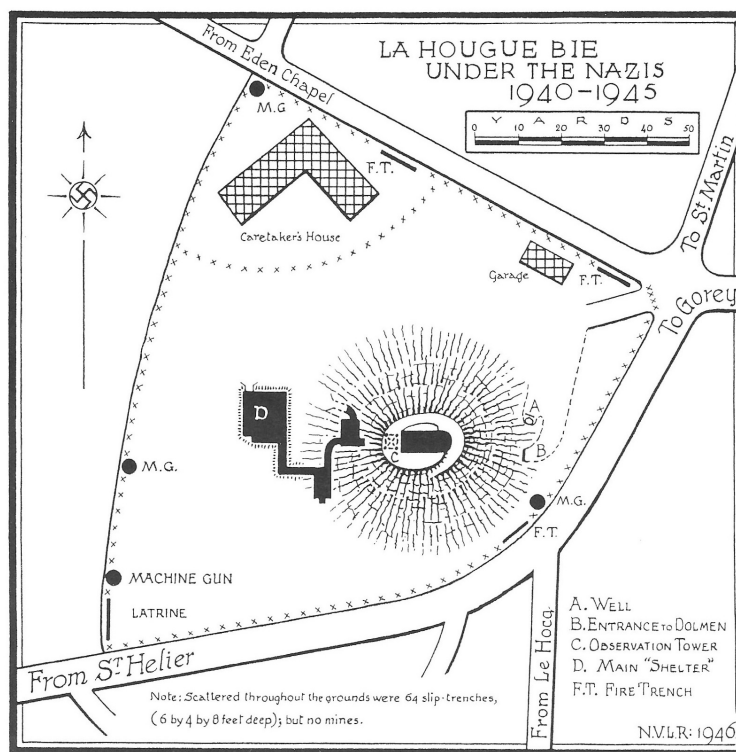 LA HOUGUE BIE
UNDER THE NAZIS
1940-1945
YARDS
0 10 20 30 40 50
From Eden Chapel
M.G.
F.T.
To St Martin
Caretaker's House
Garage
F.T.
To Gorey
D
A
B
C
M.G.
M.G.
F.T.
MACHINE GUN
LATRINE
From St. Helier
From Le Hocq.
A. WELL
B. ENTRANCE TO DOLMEN
C. OBSERVATION TOWER
D. MAIN "SHELTER"
F.T. FIRE TRENCH
Note: Scattered throughout the grounds were 64 slip-trenches,
(6 by 4 by 8 feet deep); but no mines.
N.V.L.R: 1946